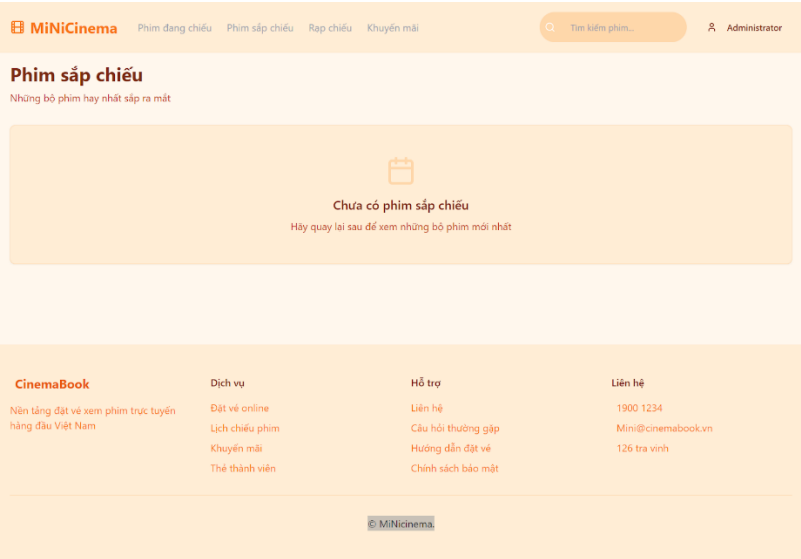 MiNiCinema Phim đang chiếu Phim sắp chiếu Rạp chiếu Khuyến mãi Tìm kiếm phim... Administrator
Phim sắp chiếu
Những bộ phim hay nhất sắp ra mắt
Chưa có phim sắp chiếu
Hãy quay lại sau để xem những bộ phim mới nhất
CinemaBook
Nền tảng đặt vé xem phim trực tuyến
hàng đầu Việt Nam
Dịch vụ
Đặt vé online
Lịch chiếu phim
Khuyến mãi
Thẻ thành viên
Hỗ trợ
Liên hệ
Câu hỏi thường gặp
Hướng dẫn đặt vé
Chính sách bảo mật
Liên hệ
1900 1234
Mini@cinemabook.vn
126 tra vinh
© MiNicinema.